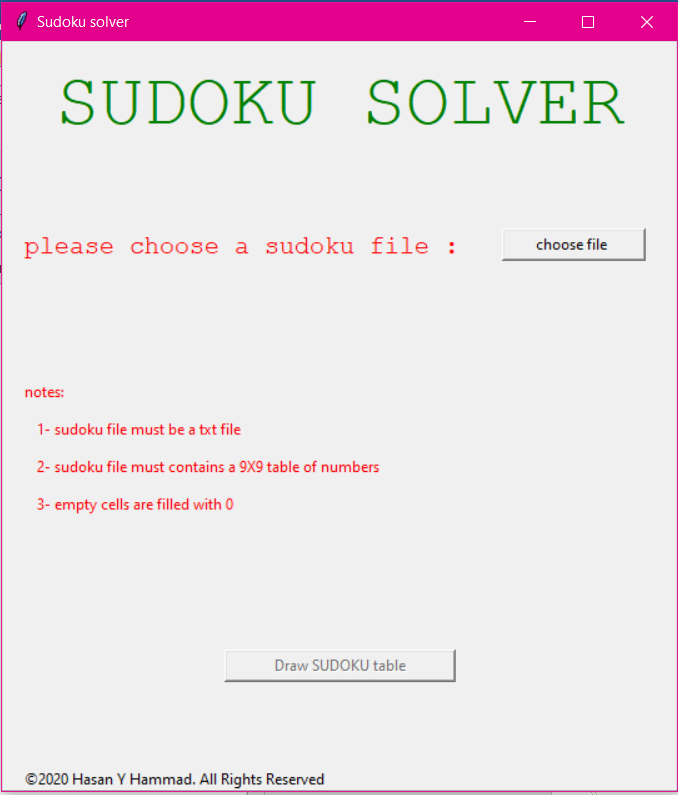 Sudoku solver
SUDOKU SOLVER
please choose a sudoku file :
choose file
notes:
1- sudoku file must be a txt file
2- sudoku file must contains a 9X9 table of numbers
3- empty cells are filled with 0
Draw SUDOKU table
©2020 Hasan Y Hammad. All Rights Reserved